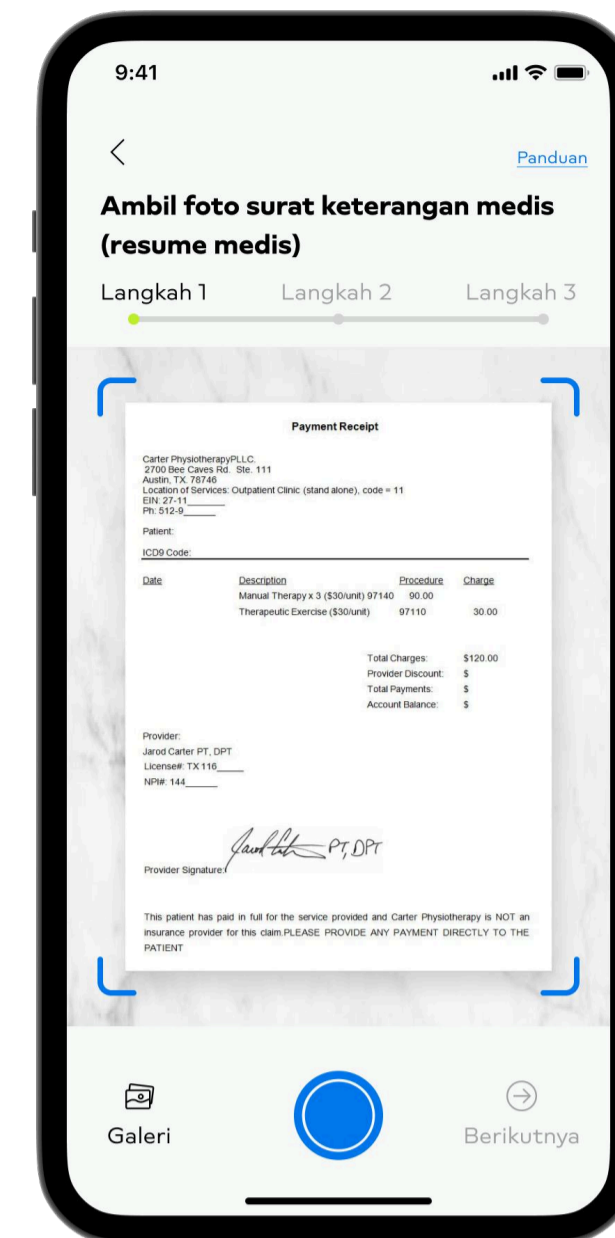 9:41
Panduan
Ambil foto surat keterangan medis
(resume medis)
Langkah 1 Langkah 2 Langkah 3
Payment Receipt
Carter PhysiotherapyPLLC.
2700 Bee Caves Rd. Ste. 111
Austin, TX. 78746
Location of Services: Outpatient Clinic (stand alone), code = 11
EIN: 27-11______
Ph: 512-9_____
Patient:
ICD9 Code:
Date Description Procedure Charge
Manual Therapy x 3 ($30/unit) 97140 90.00
Therapeutic Exercise ($30/unit) 97110 30.00
Total Charges: $120.00
Provider Discount: $
Total Payments: $
Account Balance: $
Provider:
Jarod Carter PT, DPT
License#: TX 116_____
NPI#: 144______
PT, DPT
Provider Signature:
This patient has paid in full for the service provided and Carter Physiotherapy is NOT an
insurance provider for this claim.PLEASE PROVIDE ANY PAYMENT DIRECTLY TO THE
PATIENT
Galeri Berikutnya